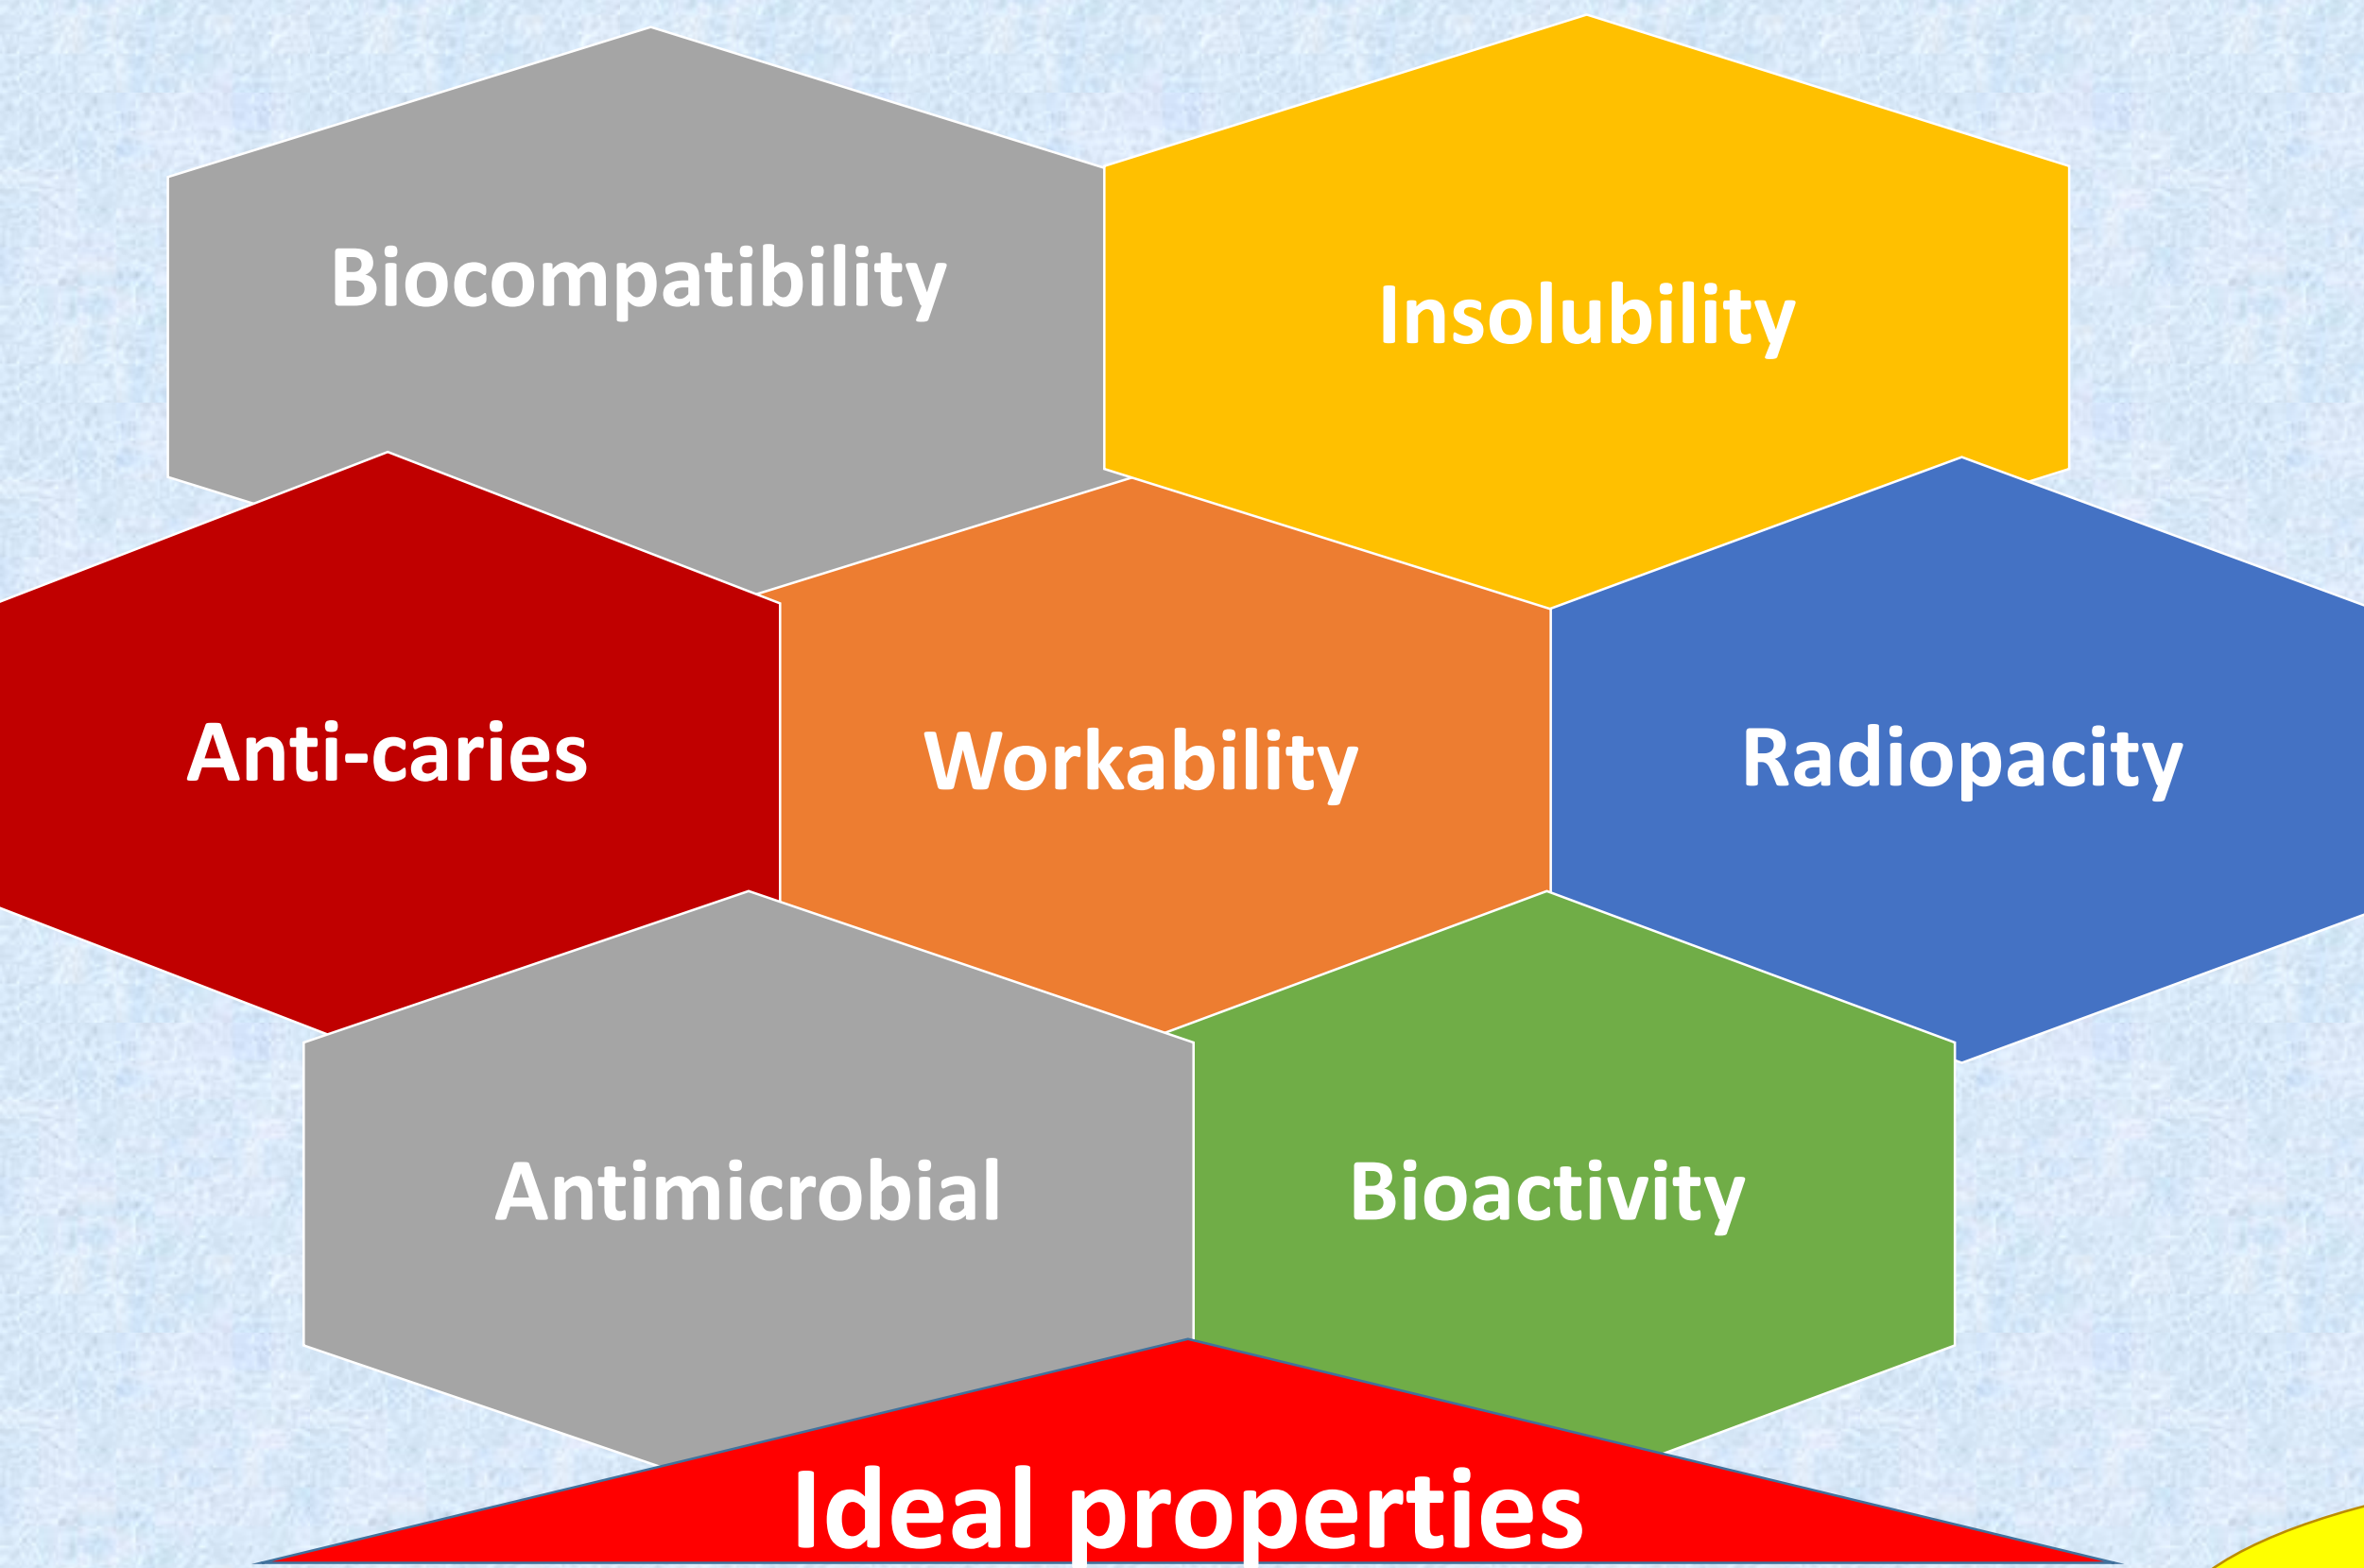 Biocompatibility
Insolubility
Anti-caries
Workability
Radiopacity
Antimicrobial
Bioactivity
Ideal properties